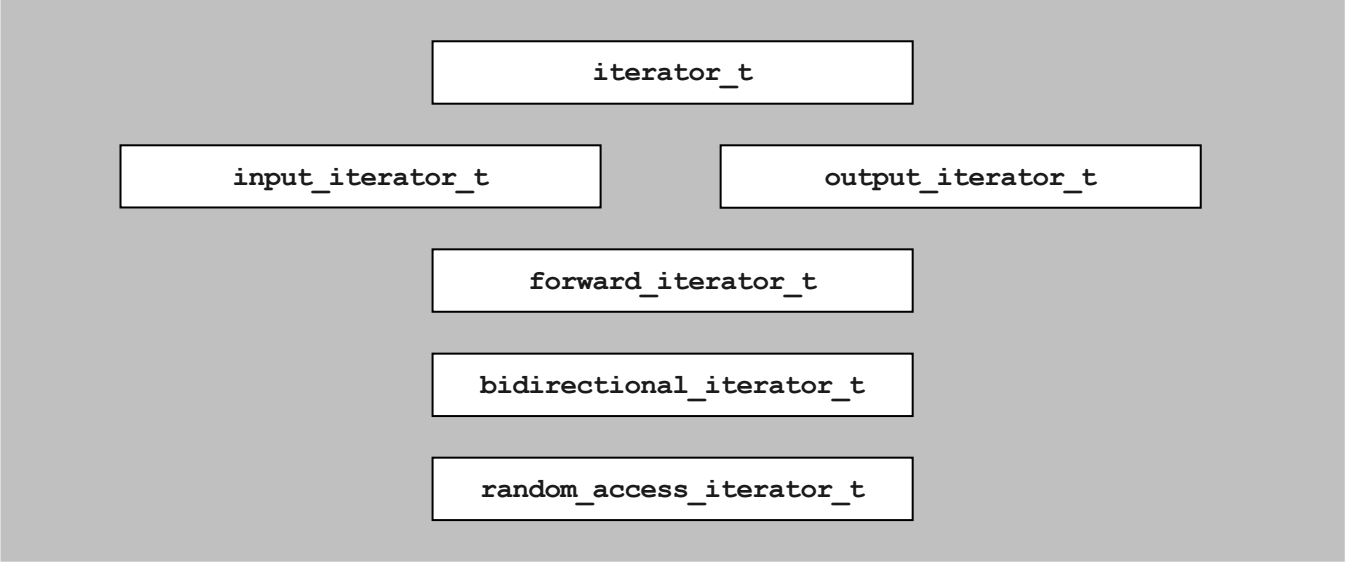 iterator_t
input_iterator_t
output_iterator_t
forward_iterator_t
bidirectional_iterator_t
random_access_iterator_t